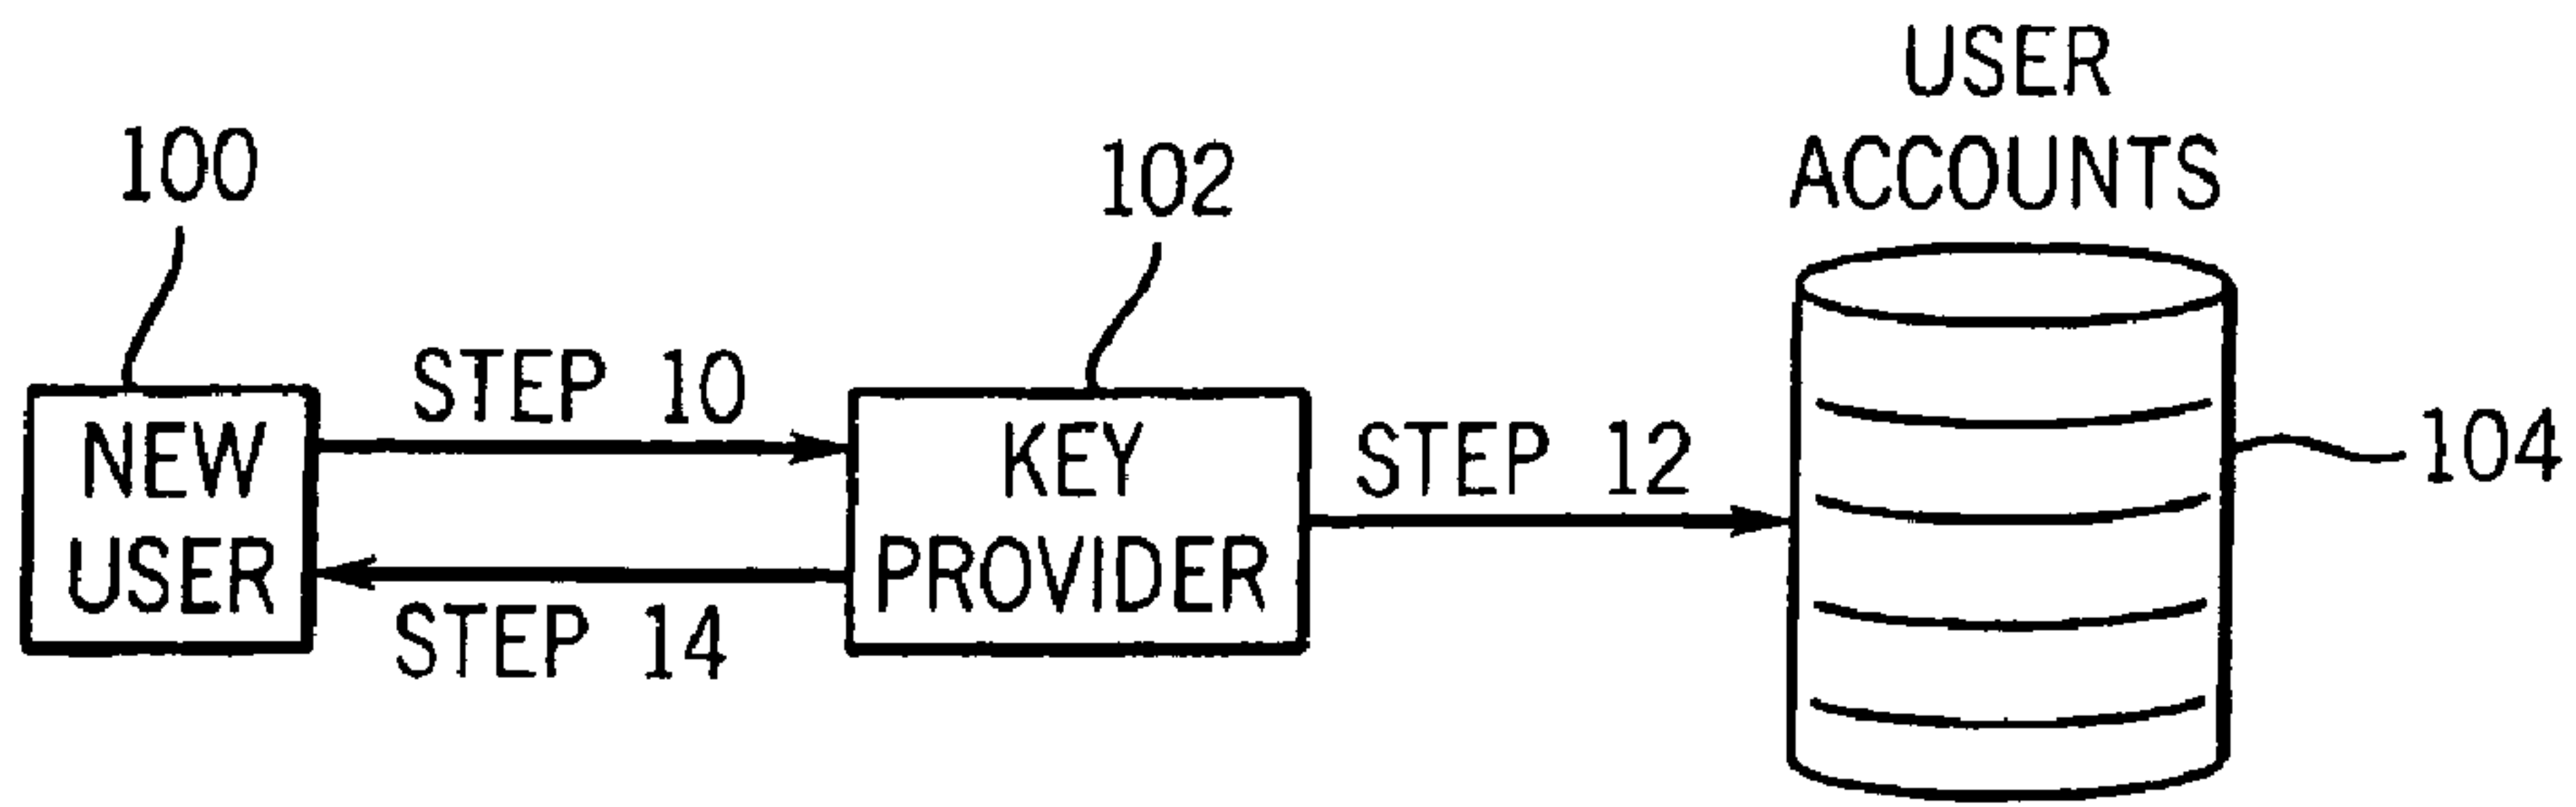 USER
ACCOUNTS
100
102
STEP 10
NEW
USER
KEY
PROVIDER
STEP 12
104
STEP 14